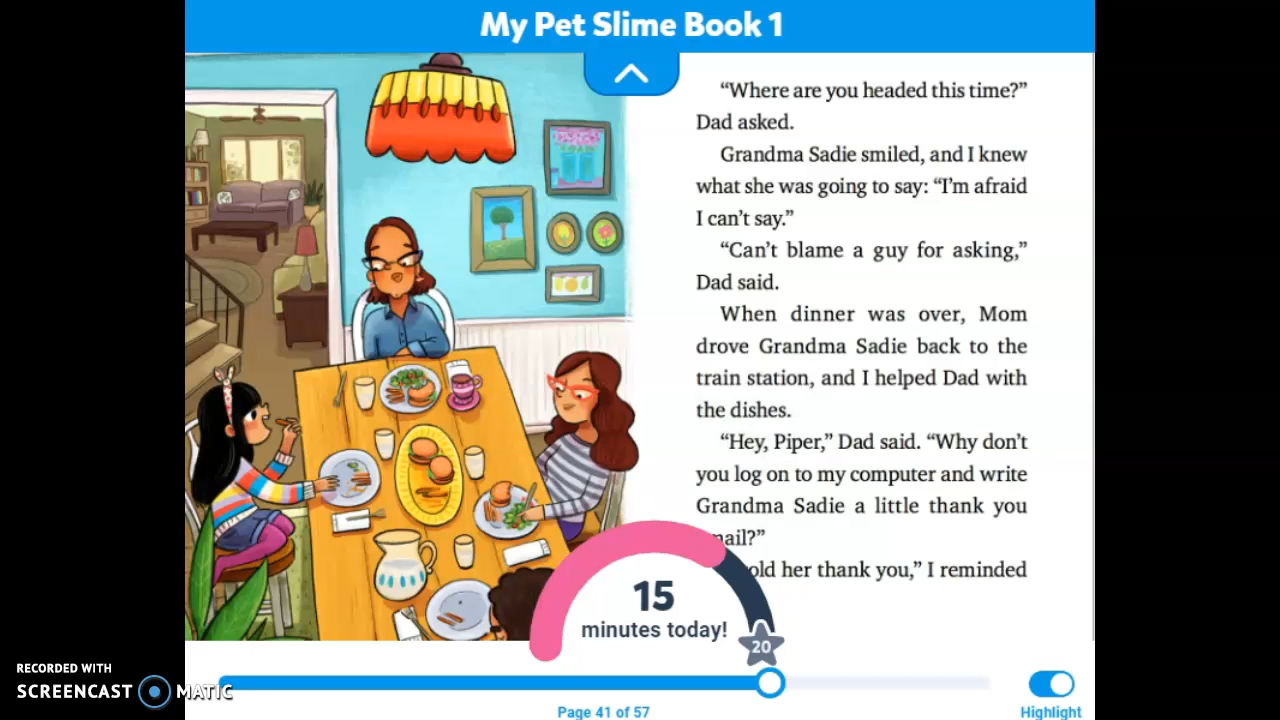 My Pet Slime Book 1
“Where are you headed this time?”
Dad asked.
Grandma Sadie smiled, and I knew
what she was going to say: “I’m afraid
I can’t say.”
“Can’t blame a guy for asking,”
Dad said.
When dinner was over, Mom
drove Grandma Sadie back to the
train station, and I helped Dad with
the dishes.
“Hey, Piper,” Dad said. “Why don’t
you log on to my computer and write
Grandma Sadie a little thank you
her thank you,” I reminded
15
minutes today!
20
RECORDED WITH
SCREENCAST MATIC
Page 41 of 57
Highlight